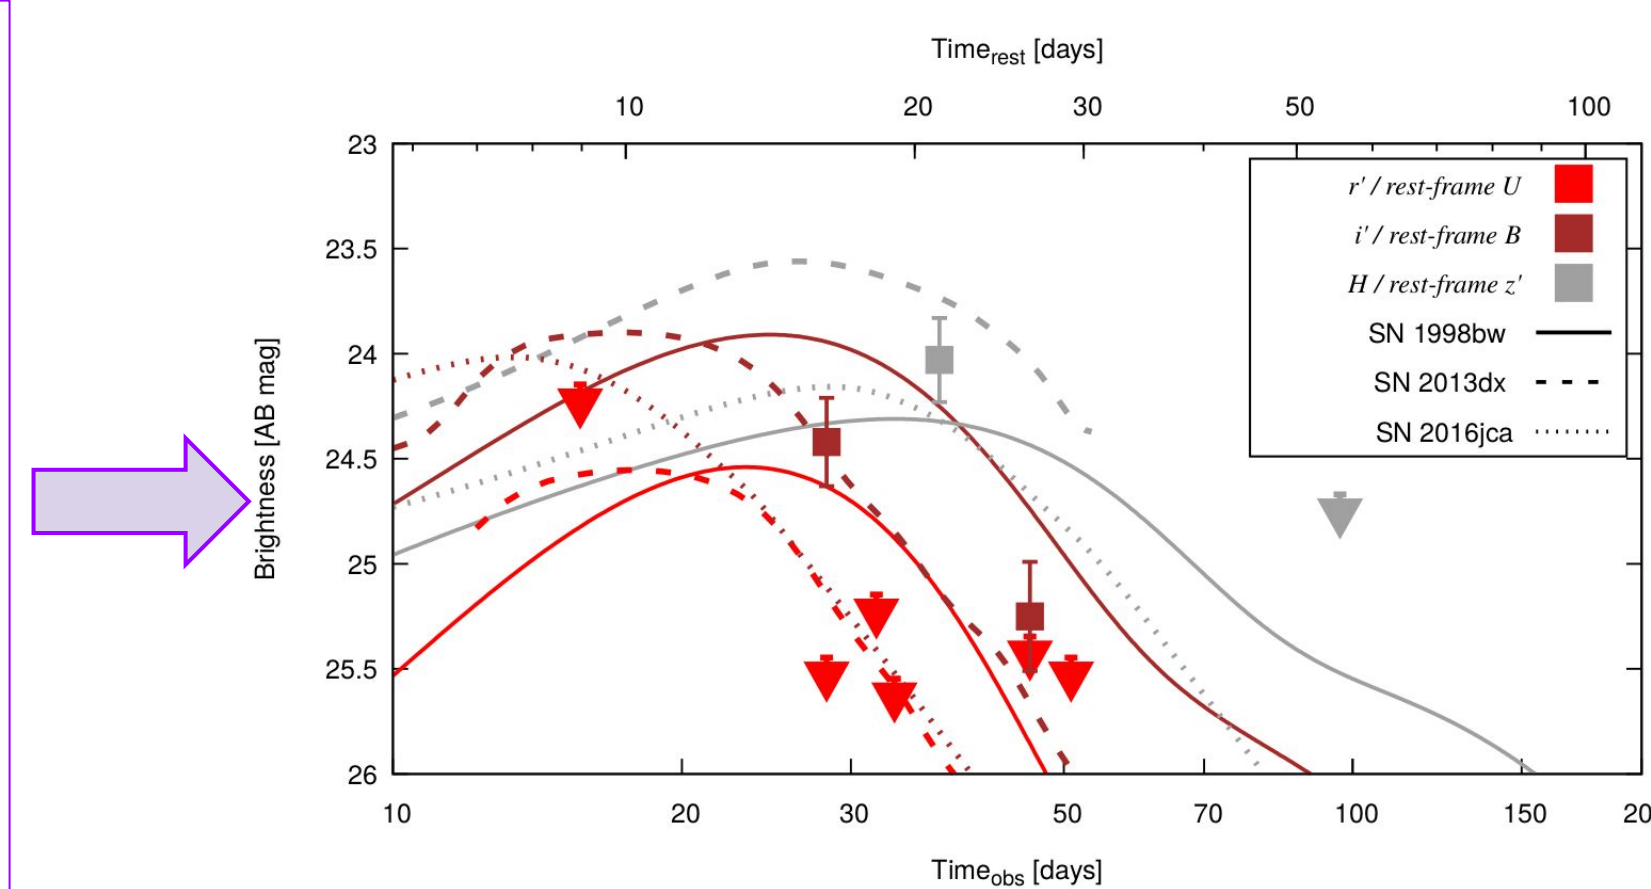 Time_rest [days]
10 20 30 50 100
23
23.5
24
24.5
25
25.5
26
Brightness [AB mag]
r' / rest-frame U
i' / rest-frame B
H / rest-frame z'
SN 1998bw
SN 2013dx
SN 2016jca
10 20 30 50 70 100 150 20
Time_obs [days]